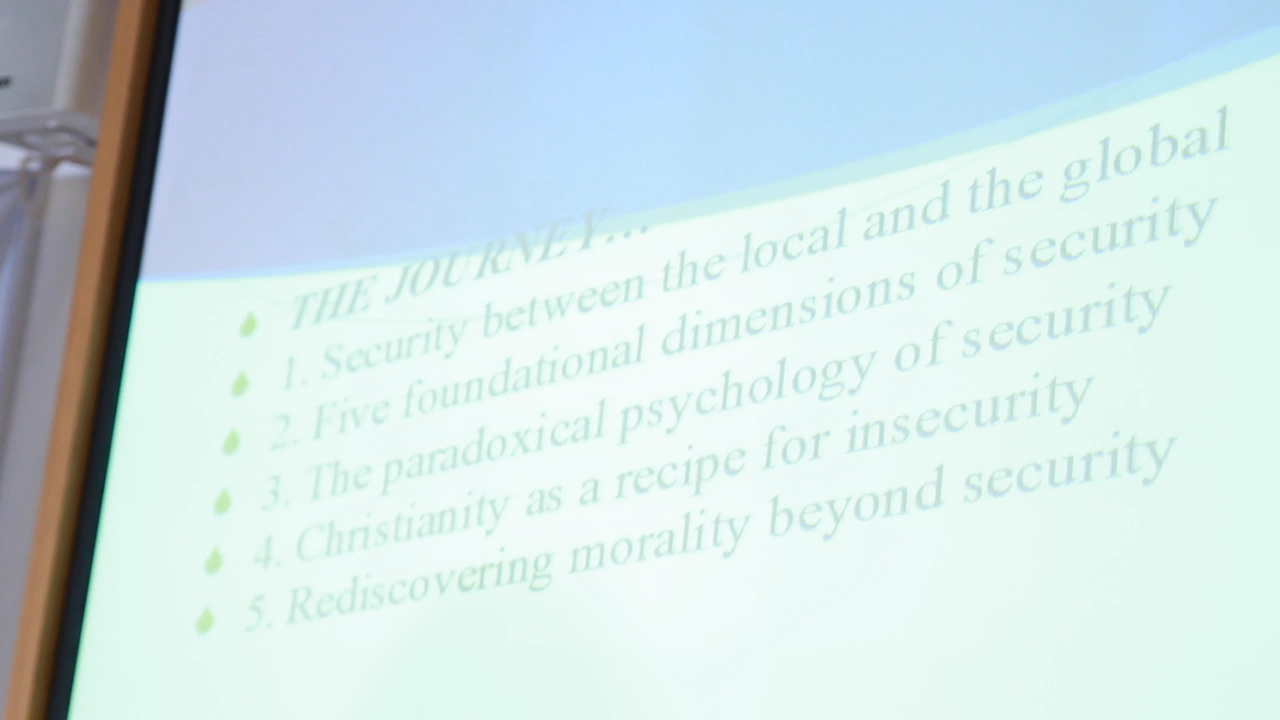 THE JOURNEY...
1. Security between the local and the global
2. Five foundational dimensions of security
3. The paradoxical psychology of security
4. Christianity as a recipe for insecurity
5. Rediscovering morality beyond security